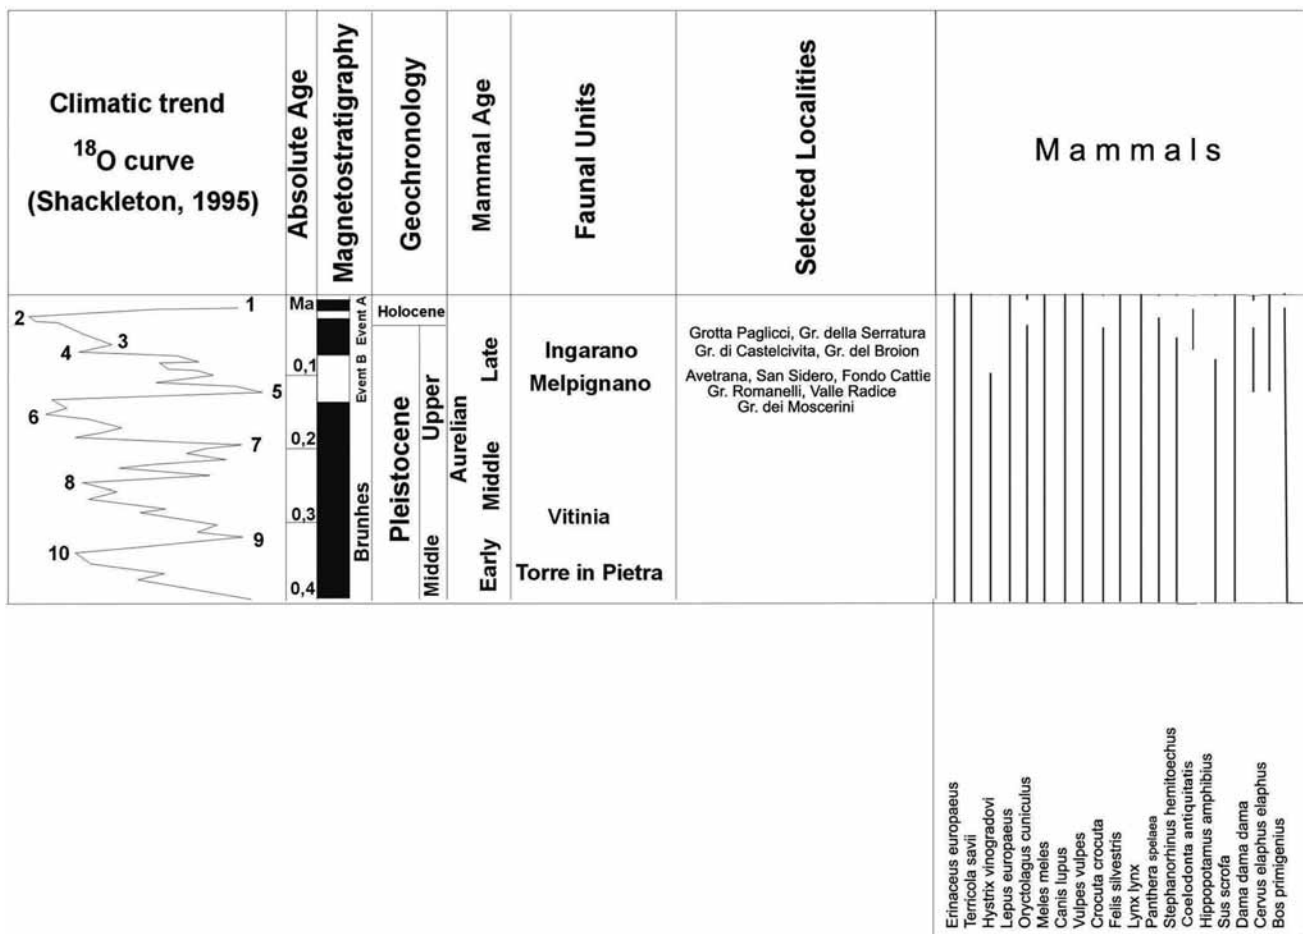 Climatic trend
18O curve
(Shackleton, 1995)
Absolute Age
Magnetostratigraphy
Geochronology
Mammal Age
Faunal Units
Selected Localities
Mammals
1
2
3
4
5
6
7
8
9
10
Ma
0,1
0,2
0,3
0,4
Event A
Event B
Brunhes
Holocene
Pleistocene
Upper
Middle
Aurelian
Late
Middle
Early
Ingarano
Melpignano
Vitinia
Torre in Pietra
Grotta Paglicci, Gr. della Serratura
Gr. di Castelcivita, Gr. del Broion
Avetrana, San Sidero, Fondo Cattie
Gr. Romanelli, Valle Radice
Gr. dei Moscerini
Erinaceus europaeus
Terricola savii
Hystrix vinogradovi
Lepus europaeus
Oryctolagus cuniculus
Meles meles
Canis lupus
Vulpes vulpes
Crocuta crocuta
Felis silvestris
Lynx lynx
Panthera spelaea
Stephanorhinus hemitoechus
Coelodonta antiquitatis
Hippopotamus amphibius
Sus scrofa
Dama dama dama
Cervus elaphus elaphus
Bos primigenius